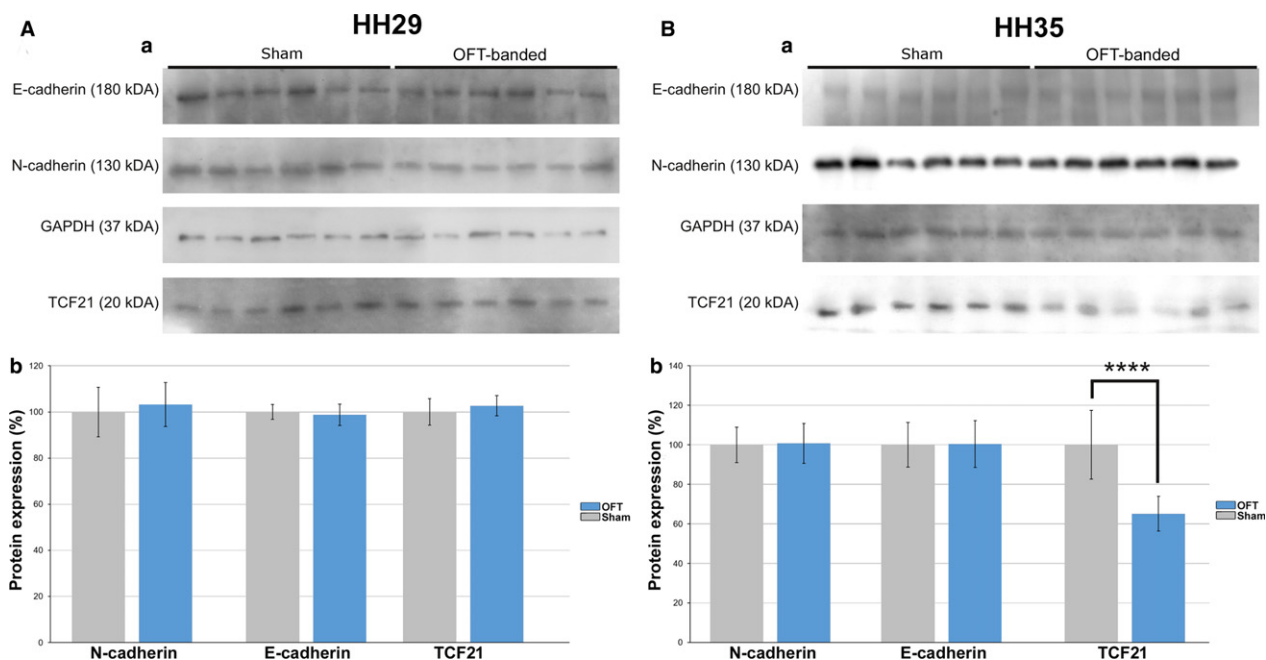 A
HH29
a
Sham
OFT-banded
E-cadherin (180 kDA)
N-cadherin (130 kDA)
GAPDH (37 kDA)
TCF21 (20 kDA)
b
Protein expression (%)
120
100
80
60
40
20
0
N-cadherin
E-cadherin
TCF21
OFT
Sham
B
HH35
a
Sham
OFT-banded
E-cadherin (180 kDA)
N-cadherin (130 kDA)
GAPDH (37 kDA)
TCF21 (20 kDA)
b
Protein expression (%)
140
120
100
80
60
40
20
0
****
N-cadherin
E-cadherin
TCF21
OFT
Sham